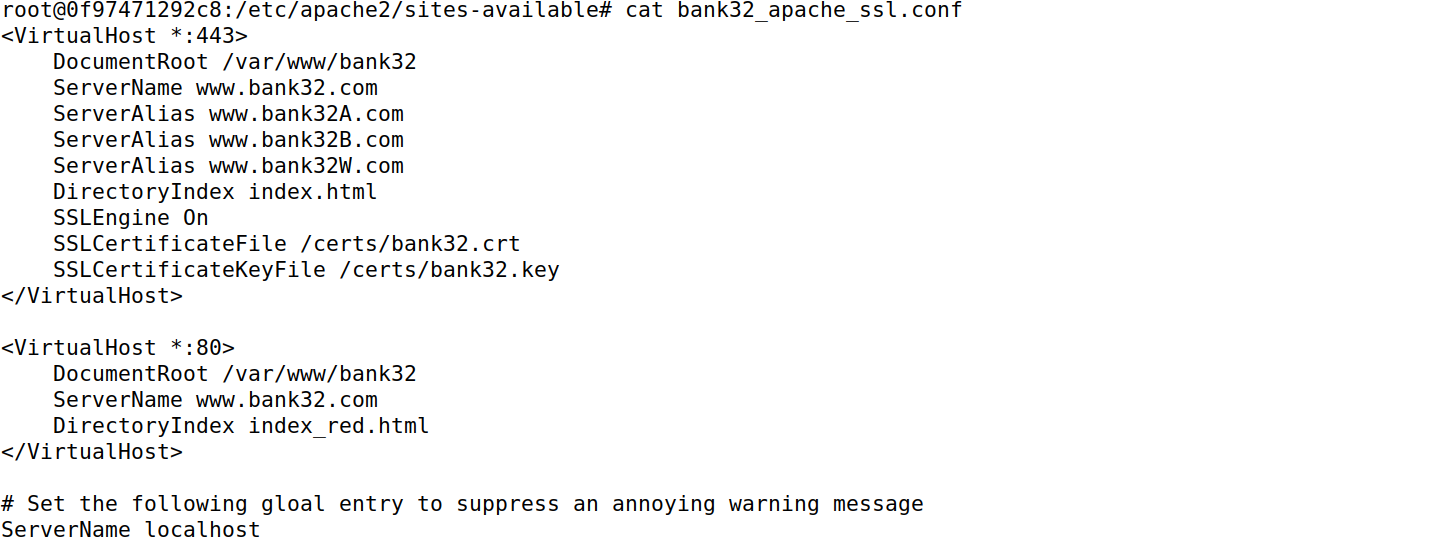 root@0f97471292c8:/etc/apache2/sites-available# cat bank32_apache_ssl.conf
<VirtualHost *:443>
    DocumentRoot /var/www/bank32
    ServerName www.bank32.com
    ServerAlias www.bank32A.com
    ServerAlias www.bank32B.com
    ServerAlias www.bank32W.com
    DirectoryIndex index.html
    SSLEngine On
    SSLCertificateFile /certs/bank32.crt
    SSLCertificateKeyFile /certs/bank32.key
</VirtualHost>

<VirtualHost *:80>
    DocumentRoot /var/www/bank32
    ServerName www.bank32.com
    DirectoryIndex index_red.html
</VirtualHost>

# Set the following gloal entry to suppress an annoying warning message
ServerName localhost